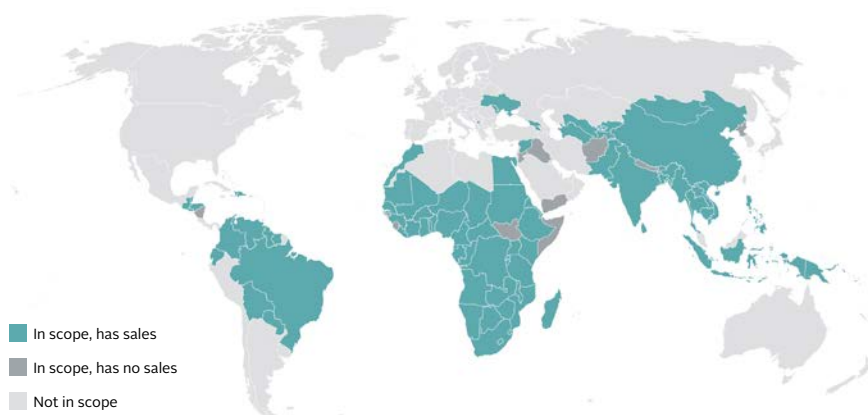 In scope, has sales
In scope, has no sales
Not in scope